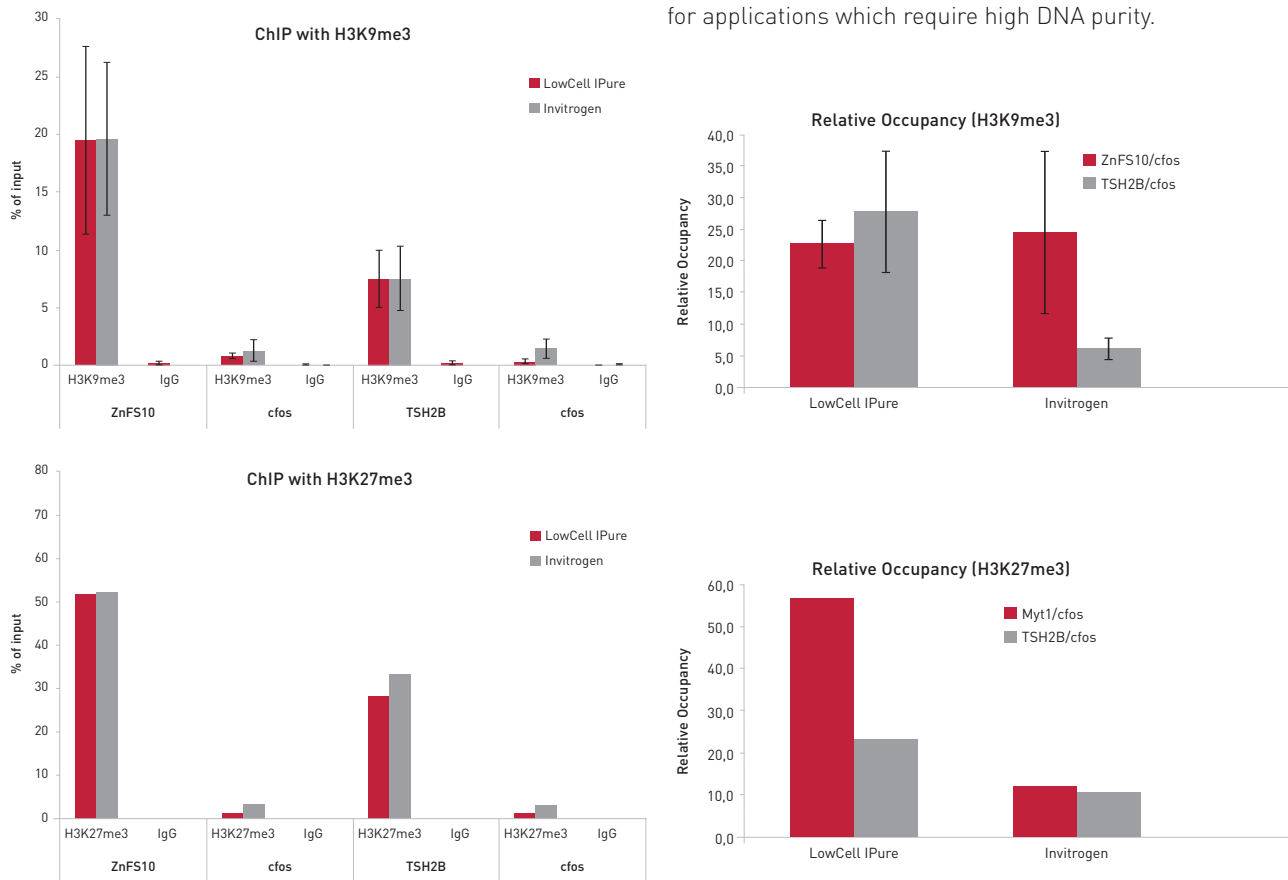 for applications which require high DNA purity.
ChIP with H3K9me3
% of input
30
25
20
15
10
5
0
LowCell IPure
Invitrogen
H3K9me3 IgG H3K9me3 IgG H3K9me3 IgG H3K9me3 IgG
ZnFS10 cfos TSH2B cfos
Relative Occupancy (H3K9me3)
Relative Occupancy
40,0
35,0
30,0
25,0
20,0
15,0
10,0
5,0
0,0
ZnFS10/cfos
TSH2B/cfos
LowCell IPure Invitrogen
ChIP with H3K27me3
% of input
80
70
60
50
40
30
20
10
0
LowCell IPure
Invitrogen
H3K27me3 IgG H3K27me3 IgG H3K27me3 IgG H3K27me3 IgG
ZnFS10 cfos TSH2B cfos
Relative Occupancy (H3K27me3)
Relative Occupancy
60,0
50,0
40,0
30,0
20,0
10,0
0,0
Myt1/cfos
TSH2B/cfos
LowCell IPure Invitrogen